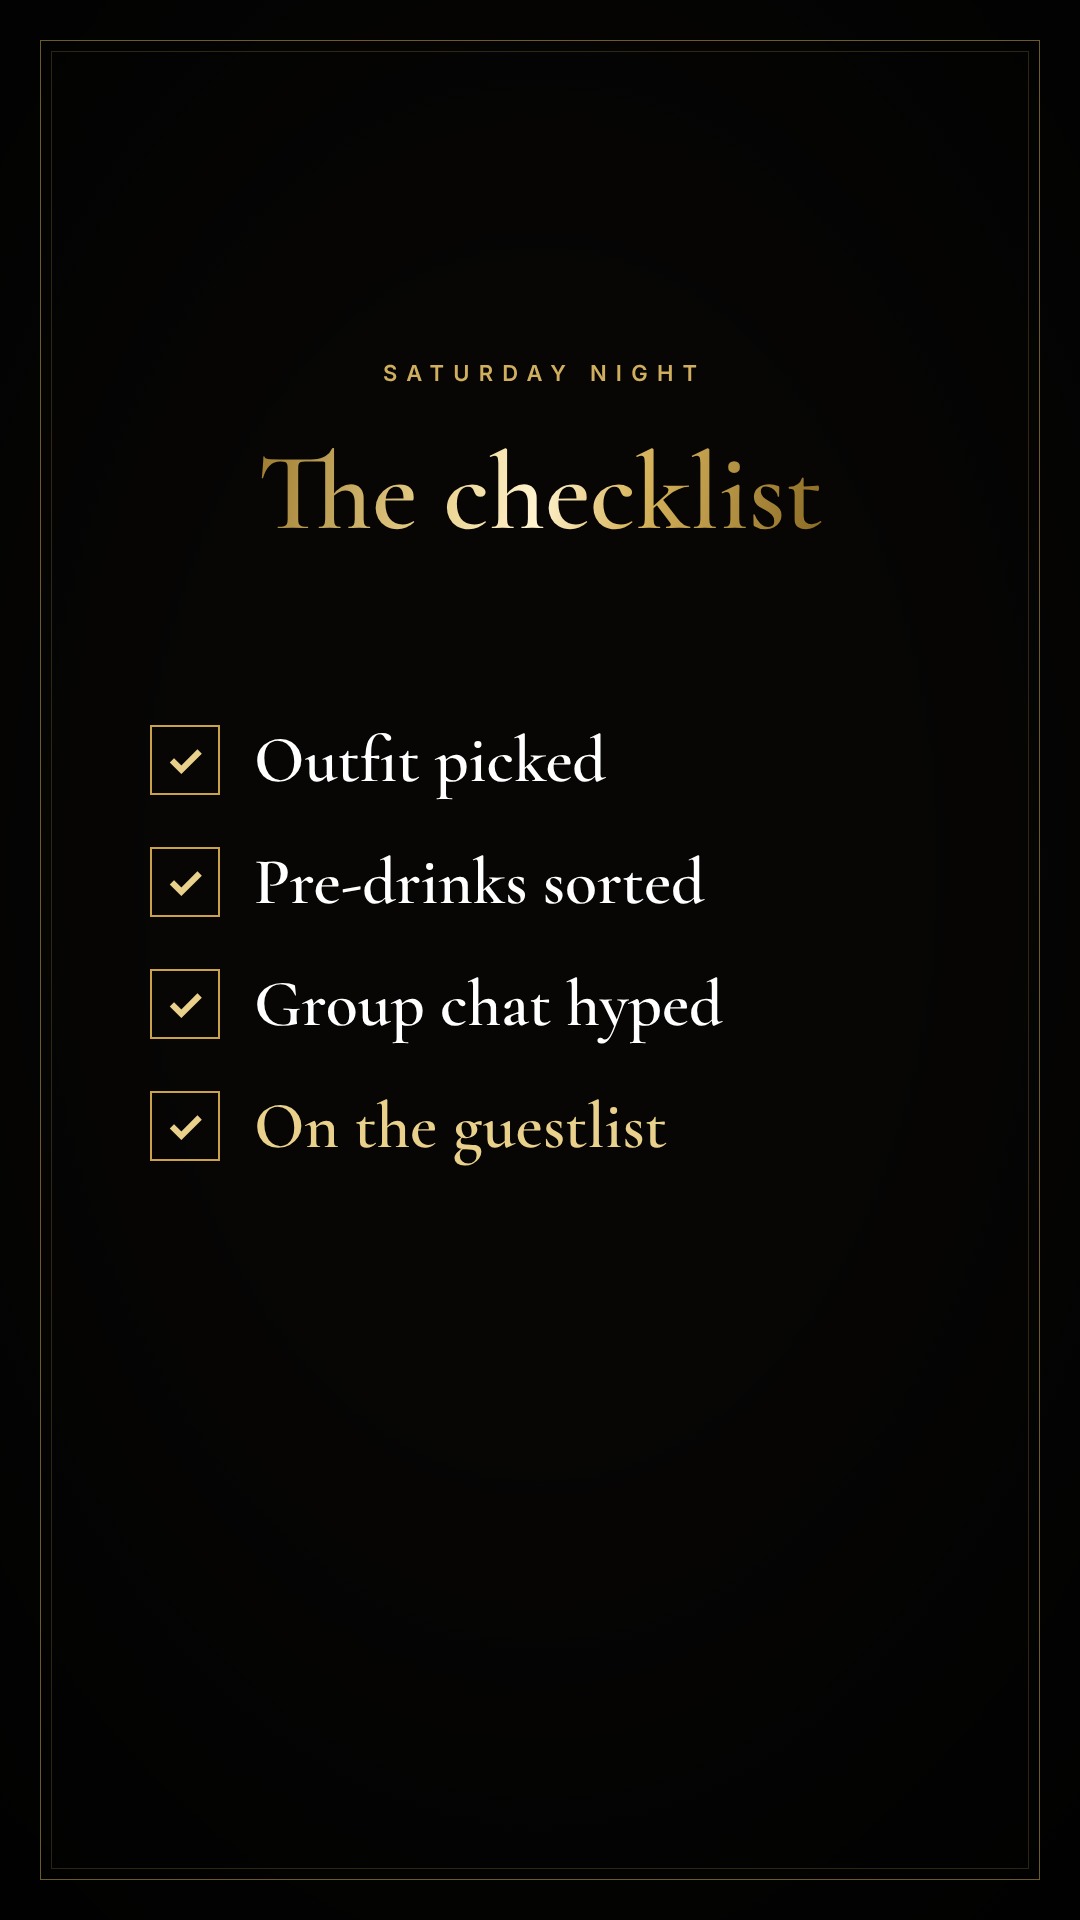 SATURDAY NIGHT
The checklist
Outfit picked
Pre-drinks sorted
Group chat hyped
On the guestlist